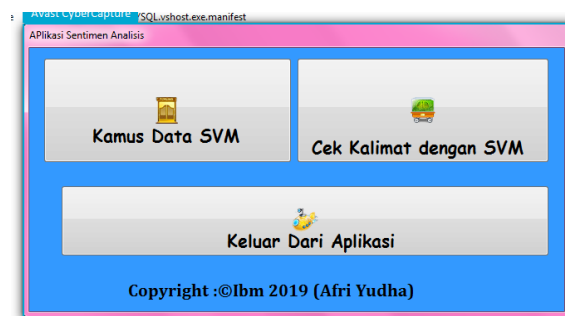 Avast CyberCapture /SQL.vshost.exe.manifest
APlikasi Sentimen Analisis
Kamus Data SVM
Cek Kalimat dengan SVM
Keluar Dari Aplikasi
Copyright :©Ibm 2019 (Afri Yudha)